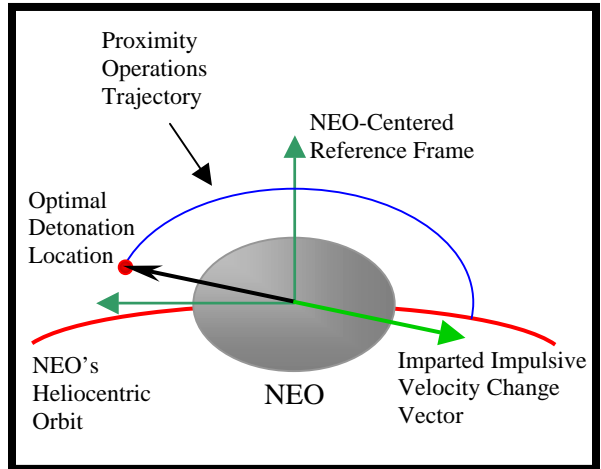 Proximity
Operations
Trajectory
NEO-Centered
Reference Frame
Optimal
Detonation
Location
NEO's
Heliocentric
Orbit
NEO
Imparted Impulsive
Velocity Change
Vector